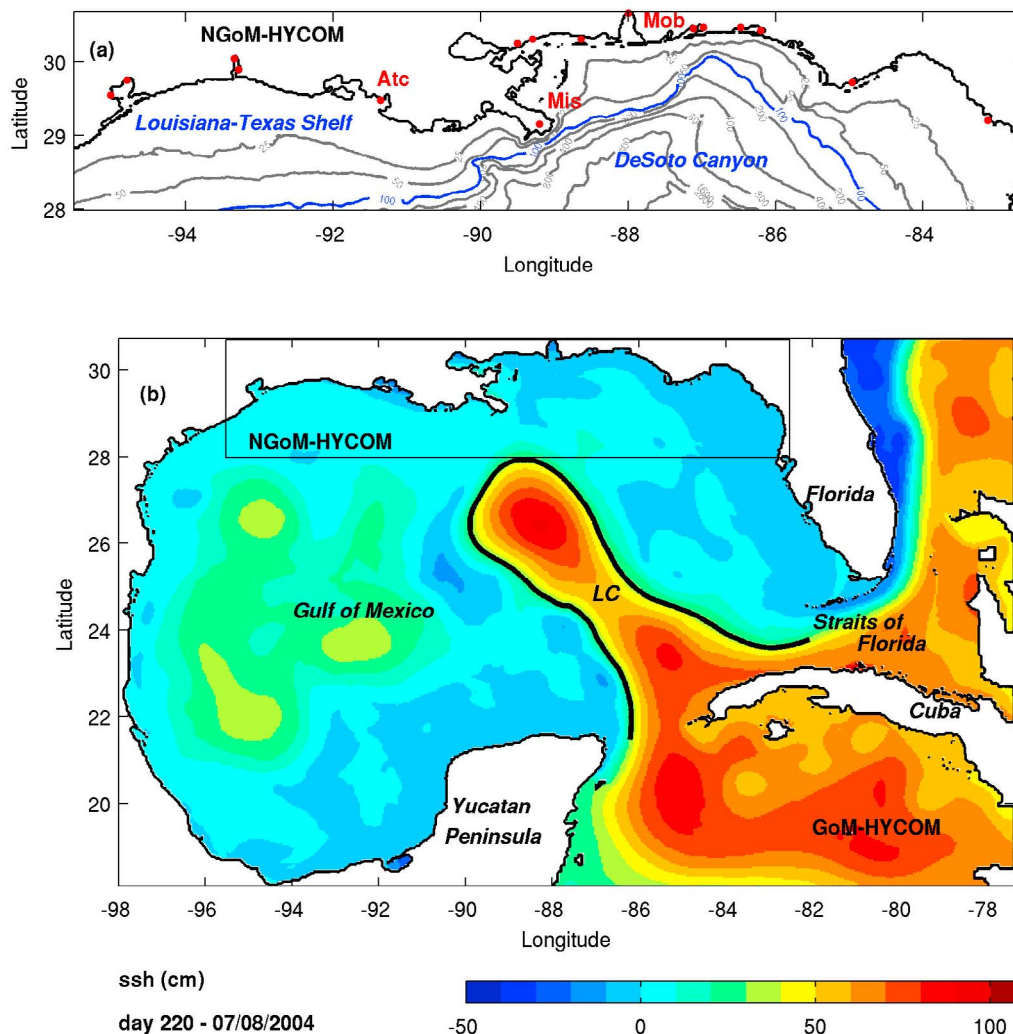 (a)
NGoM-HYCOM
Mob
Atc
Mis
Louisiana-Texas Shelf
DeSoto Canyon
Latitude
30
29
28
-94
-92
-90
-88
-86
-84
Longitude
(b)
NGoM-HYCOM
Florida
LC
Gulf of Mexico
Straits of
Florida
Cuba
Yucatan
Peninsula
GoM-HYCOM
Latitude
30
28
26
24
22
20
-98
-96
-94
-92
-90
-88
-86
-84
-82
-80
-78
Longitude
ssh (cm)
day 220 - 07/08/2004
-50
0
50
100